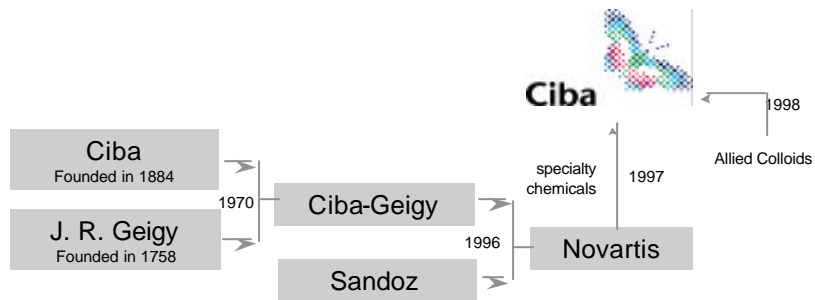 Ciba
1998
Allied Colloids
specialty
chemicals
1997
Ciba
Founded in 1884
1970
J. R. Geigy
Founded in 1758
Ciba-Geigy
1996
Sandoz
Novartis